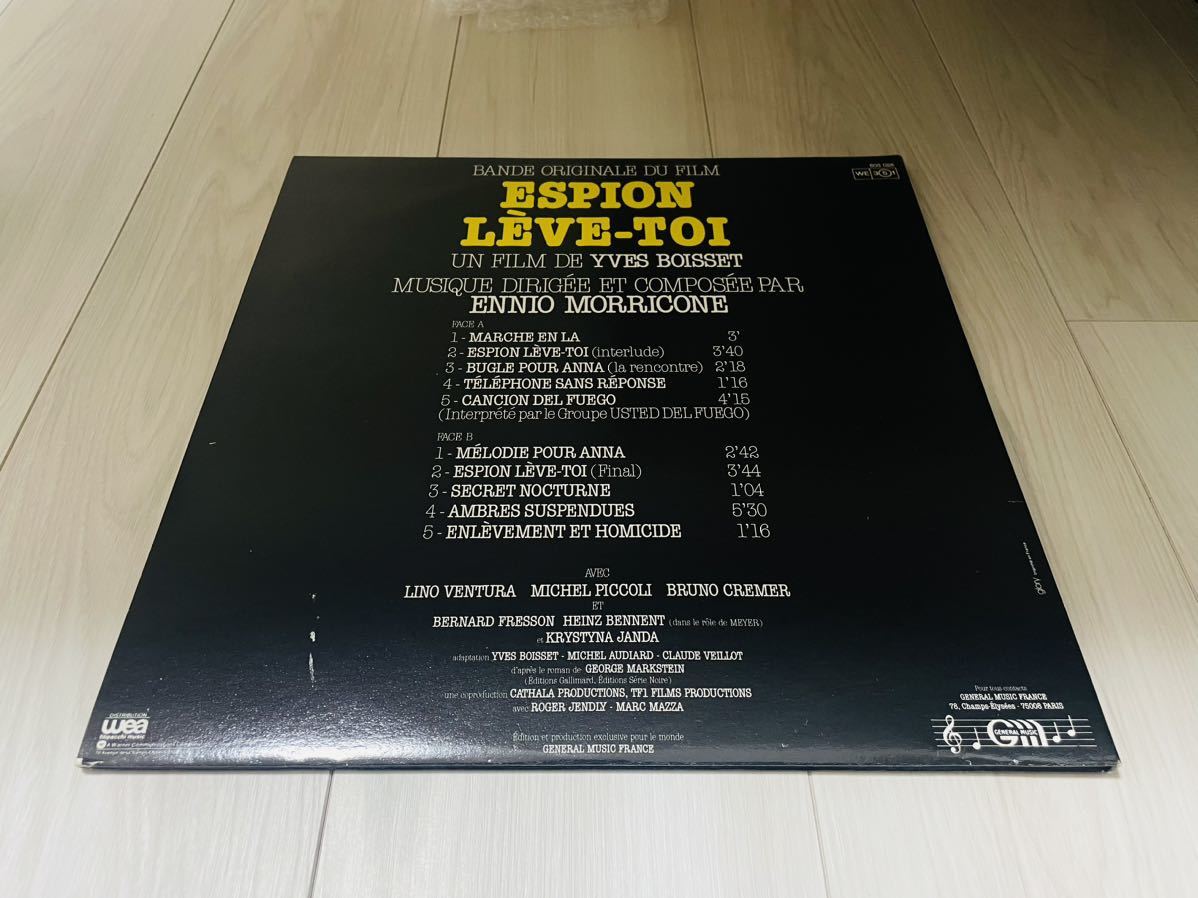 BANDE ORIGINALE DU FILM
ESPION
LÈVE-TOI
UN FILM DE YVES BOISSET
MUSIQUE DIRIGÉE ET COMPOSÉE PAR
ENNIO MORRICONE
WE 351
FACE A
1 - MARCHE EN LA 3'
2 - ESPION LÈVE-TOI (interlude) 3'40
3 - BUGLE POUR ANNA (la rencontre) 2'18
4 - TÉLÉPHONE SANS RÉPONSE 1'16
5 - CANCION DEL FUEGO 4'15
(Interprété par le Groupe USTED DEL FUEGO)
FACE B
1 - MÉLODIE POUR ANNA 2'42
2 - ESPION LÈVE-TOI (Final) 3'44
3 - SECRET NOCTURNE 1'04
4 - AMBRES SUSPENDUES 5'30
5 - ENLÈVEMENT ET HOMICIDE 1'16
AVEC
LINO VENTURA MICHEL PICCOLI BRUNO CREMER
ET
BERNARD FRESSON HEINZ BENNENT (dans le rôle de MEYER)
et KRYSTYNA JANDA
adaptation YVES BOISSET - MICHEL AUDIARD - CLAUDE VEILLOT
d'après le roman de GEORGE MARKSTEIN
(Éditions Gallimard, Éditions Série Noire)
une coproduction CATHALA PRODUCTIONS, TF1 FILMS PRODUCTIONS
avec ROGER JENDLY - MARC MAZZA
Édition et production exclusive pour le monde
GENERAL MUSIC FRANCE
DISTRIBUTION
wea
filipacchi music
Pour tous contacts
GENERAL MUSIC FRANCE
78, Champs-Élysées - 75008 PARIS
GM
GENERAL MUSIC
glory